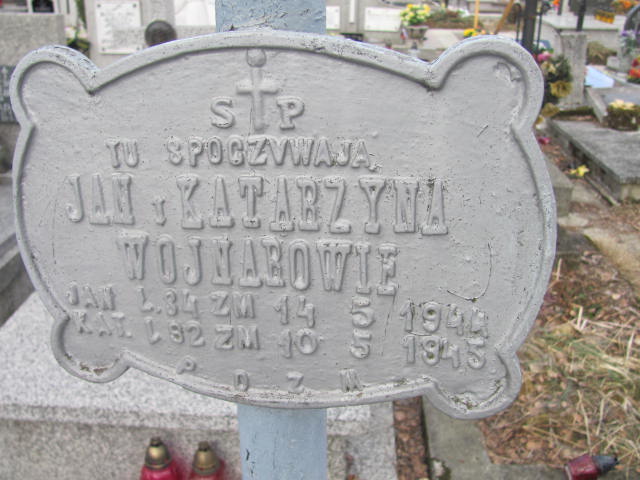 S P
TU SPOCZYWAJĄ
JAN I KATARZYNA
WOJNAROWIE
JAN L.84 ZM 14 5 1944
KAT. L.82 ZM 10 5 1945
P D Z M